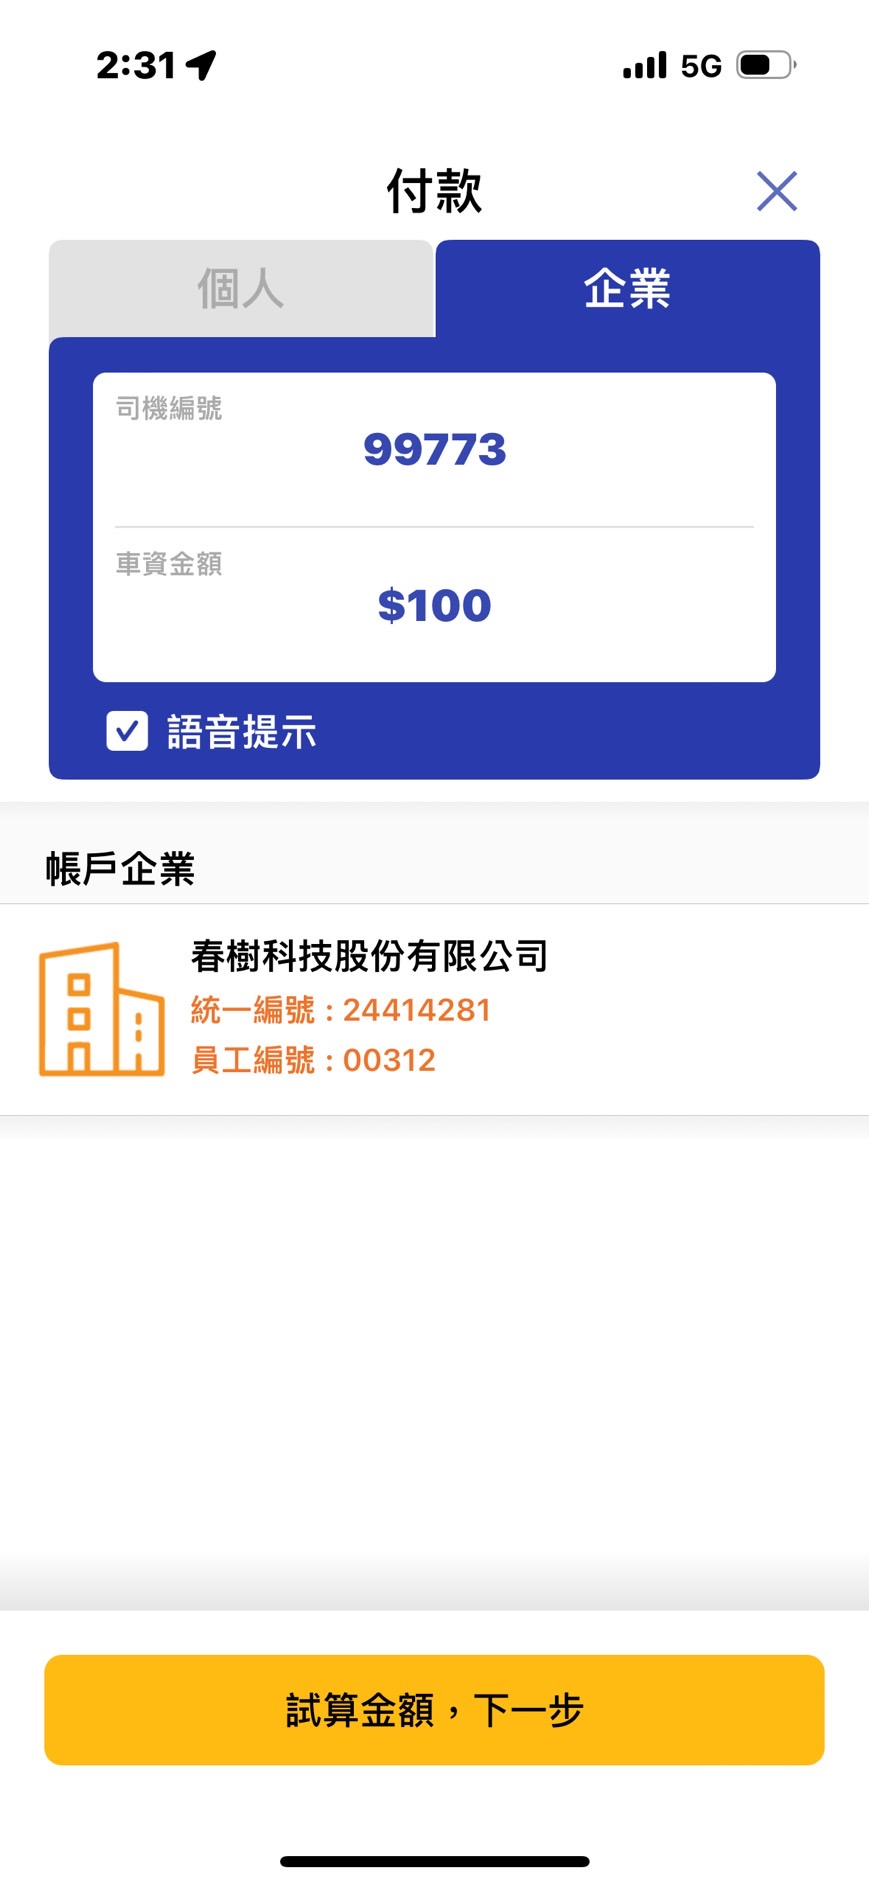 2:31
5G
付款
個人
企業
司機編號
99773
車資金額
$100
語音提示
帳戶企業
春樹科技股份有限公司
統一編號：24414281
員工編號：00312
試算金額，下一步